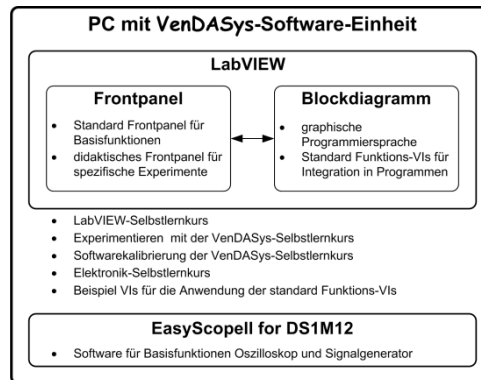 PC mit VenDASys-Software-Einheit
LabVIEW
Frontpanel
• Standard Frontpanel für
Basisfunktionen
• didaktisches Frontpanel für
spezifische Experimente
Blockdiagramm
• graphische
Programmiersprache
• Standard Funktions-VIs für
Integration in Programmen
• LabVIEW-Selbstlernkurs
• Experimentieren mit der VenDASys-Selbstlernkurs
• Softwarekalibrierung der VenDASys-Selbstlernkurs
• Elektronik-Selbstlernkurs
• Beispiel VIs für die Anwendung der standard Funktions-VIs
EasyScopeII for DS1M12
• Software für Basisfunktionen Oszilloskop und Signalgenerator